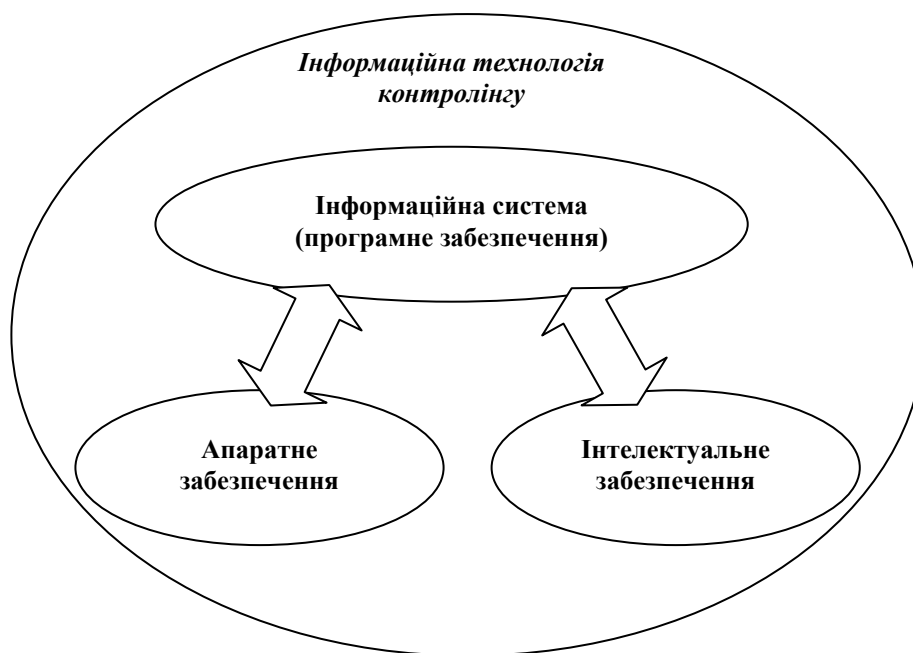 Інформаційна технологія
контролінгу
Інформаційна система
(програмне забезпечення)
Апаратне
забезпечення
Інтелектуальне
забезпечення